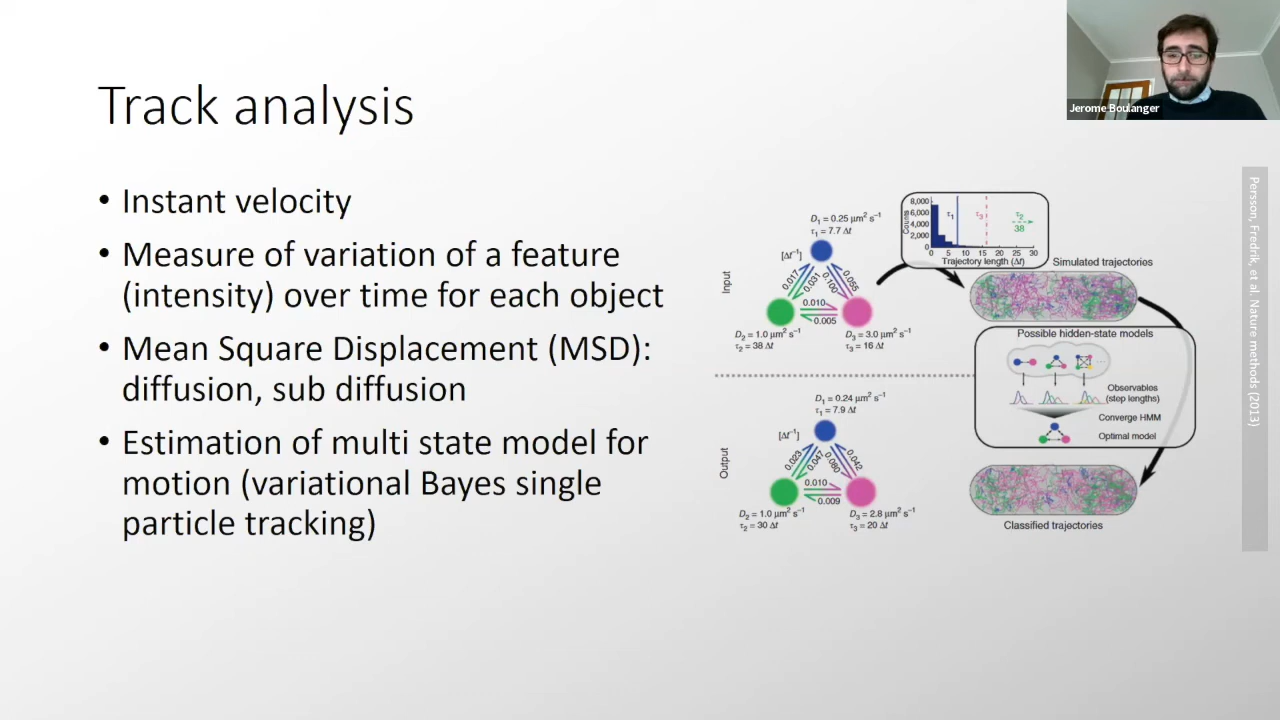 Jerome Boulanger
Track analysis
• Instant velocity
• Measure of variation of a feature
(intensity) over time for each object
• Mean Square Displacement (MSD):
diffusion, sub diffusion
• Estimation of multi state model for
motion (variational Bayes single
particle tracking)
Input
D₁ = 0.25 μm² s⁻¹
τ₁ = 7.7 Δt
[Δt⁻¹]
0.017
0.031
0.100
0.055
0.010
0.005
D₂ = 1.0 μm² s⁻¹
τ₂ = 38 Δt
D₃ = 3.0 μm² s⁻¹
τ₃ = 16 Δt
Counts
8,000
6,000
4,000
2,000
0
τ₁
τ₃
τ₂
38
0 5 10 15 20 25 30
Trajectory length (Δt)
Simulated trajectories
Possible hidden-state models
Observables
(step lengths)
Converge HMM
Optimal model
Output
D₁ = 0.24 μm² s⁻¹
τ₁ = 7.9 Δt
[Δt⁻¹]
0.023
0.047
0.080
0.042
0.010
0.009
D₂ = 1.0 μm² s⁻¹
τ₂ = 30 Δt
D₃ = 2.8 μm² s⁻¹
τ₃ = 20 Δt
Classified trajectories
Persson, Fredrik, et al. Nature methods (2013)